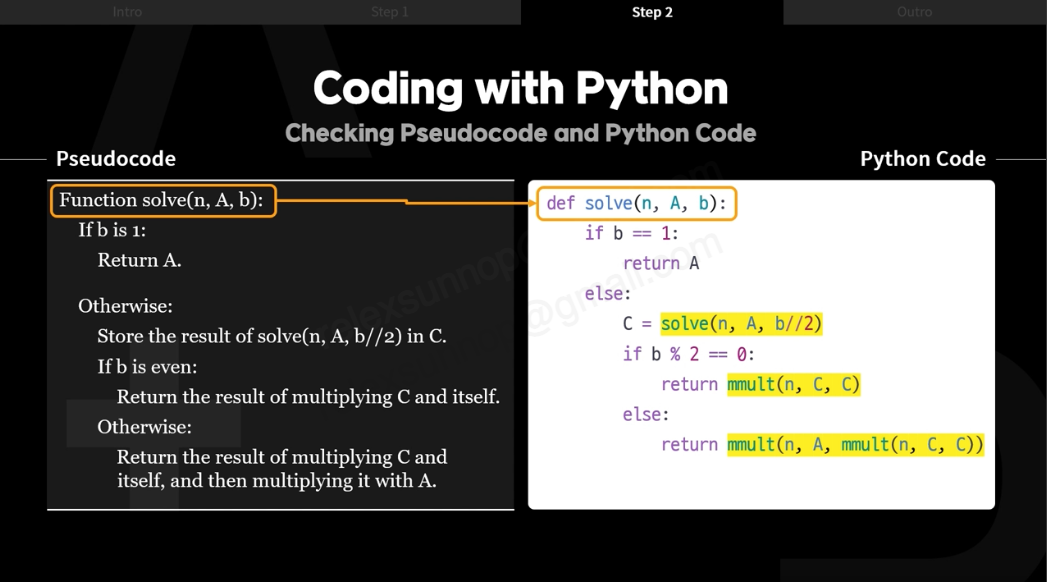 Intro
Step 1
Step 2
Outro
Coding with Python
Checking Pseudocode and Python Code
Pseudocode
Function solve(n, A, b):
If b is 1:
Return A.
Otherwise:
Store the result of solve(n, A, b//2) in C.
If b is even:
Return the result of multiplying C and itself.
Otherwise:
Return the result of multiplying C and
itself, and then multiplying it with A.
Python Code
def solve(n, A, b):
if b == 1:
return A
else:
C = solve(n, A, b//2)
if b % 2 == 0:
return mmult(n, C, C)
else:
return mmult(n, A, mmult(n, C, C))
@gmail.com